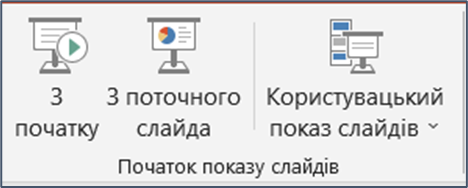 З початку
З поточного слайда
Користувацький показ слайдів
Початок показу слайдів